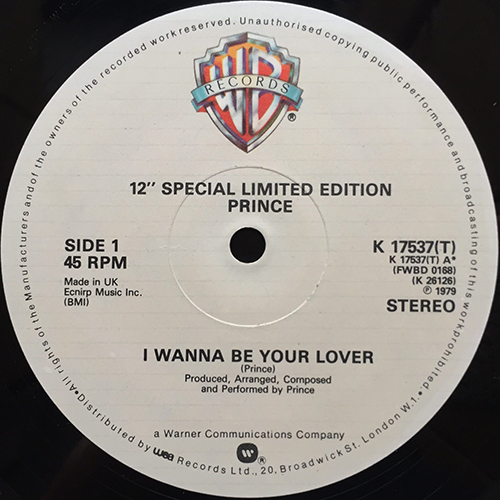 All rights of the Manufacturers and of the owners of the recorded work reserved. Unauthorised copying public performance and broadcasting of this work prohibited.
WB
RECORDS
®
12" SPECIAL LIMITED EDITION
PRINCE
SIDE 1
45 RPM
Made in UK
Ecnirp Music Inc.
(BMI)
K 17537(T)
K 17537(T) A*
(FWBD 0168)
(K 26126)
℗ 1979
STEREO
I WANNA BE YOUR LOVER
(Prince)
Produced, Arranged, Composed
and Performed by Prince
a Warner Communications Company
®
•Distributed by wea Records Ltd., 20, Broadwick St. London W.1.•